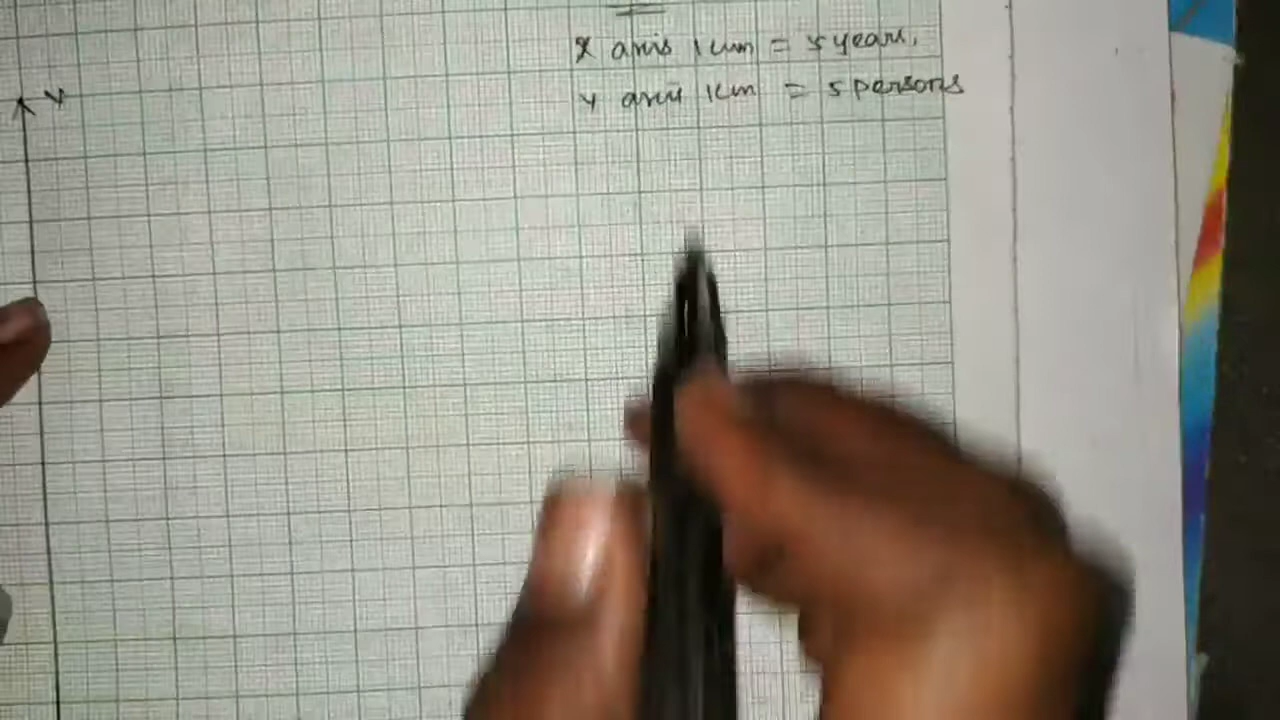 X axis 1cm = 5 years,
Y axis 1cm = 5 persons
Y